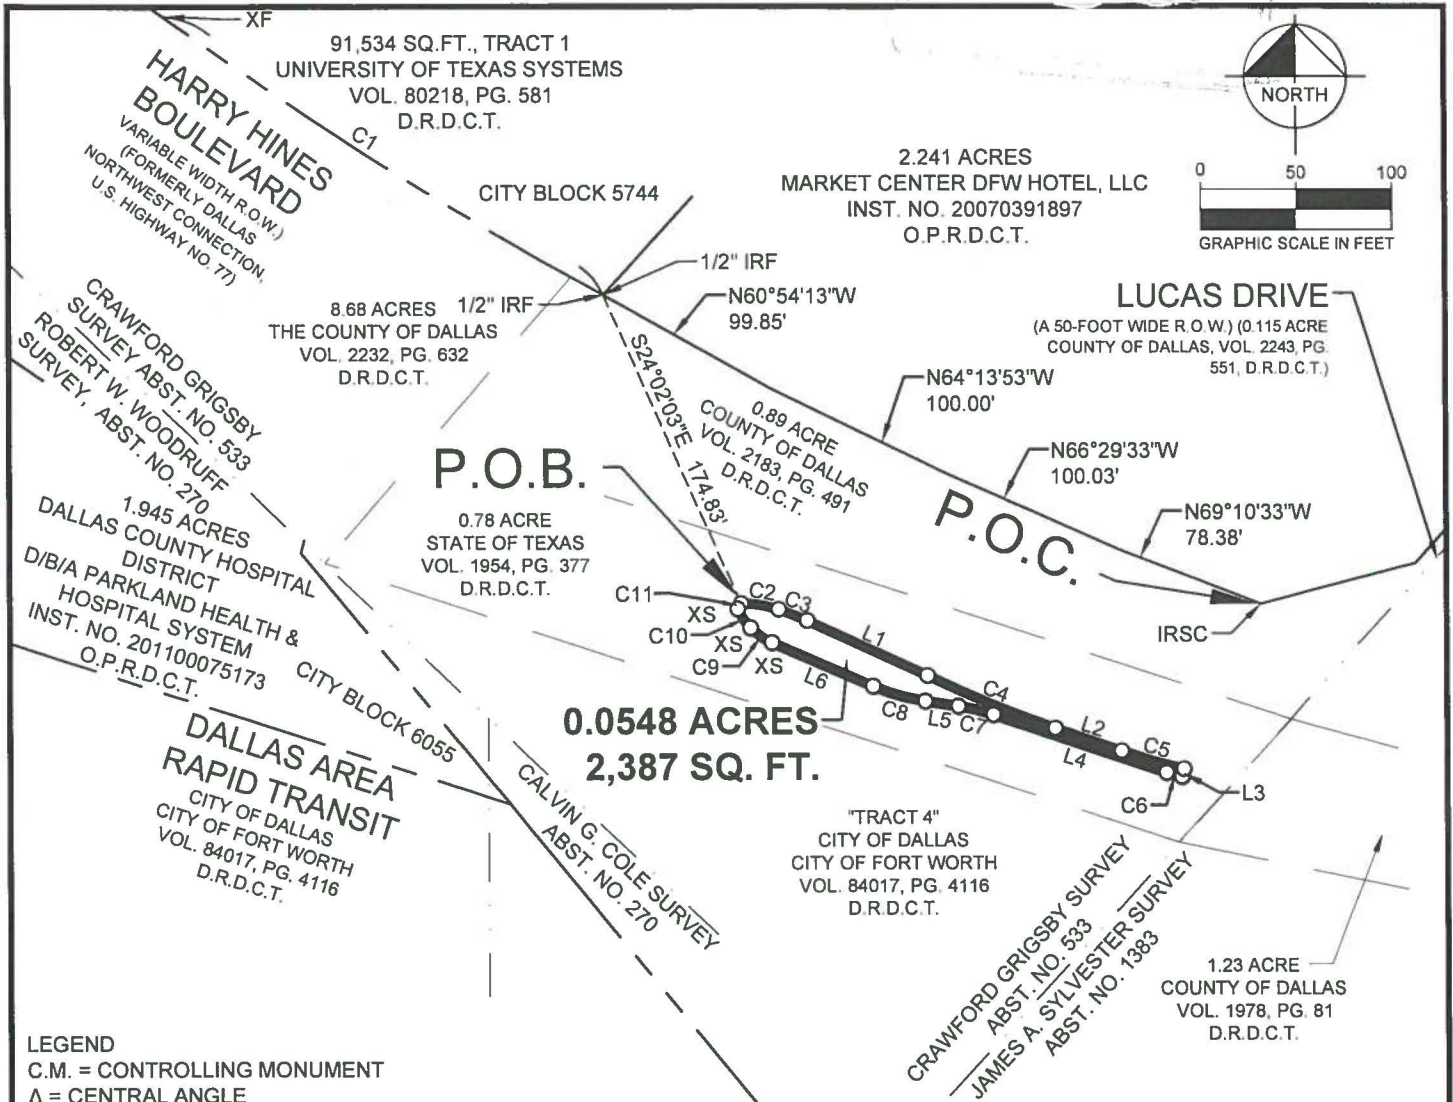 XF
91,534 SQ.FT., TRACT 1
UNIVERSITY OF TEXAS SYSTEMS
VOL. 80218, PG. 581
D.R.D.C.T.
HARRY HINES
BOULEVARD
VARIABLE WIDTH R.O.W.)
(FORMERLY DALLAS
NORTHWEST CONNECTION,
U.S. HIGHWAY NO. 77)
C1
CITY BLOCK 5744
2.241 ACRES
MARKET CENTER DFW HOTEL, LLC
INST. NO. 20070391897
O.P.R.D.C.T.
NORTH
0 50 100
GRAPHIC SCALE IN FEET
1/2" IRF
1/2" IRF
N60°54'13"W
99.85'
LUCAS DRIVE
(A 50-FOOT WIDE R.O.W.) (0.115 ACRE
COUNTY OF DALLAS, VOL. 2243, PG.
551, D.R.D.C.T.)
8.68 ACRES
THE COUNTY OF DALLAS
VOL. 2232, PG. 632
D.R.D.C.T.
CRAWFORD GRIGSBY
SURVEY ABST. NO. 533
ROBERT W. WOODRUFF
SURVEY, ABST. NO. 270
S24°02'03"E 174.83'
N64°13'53"W
100.00'
0.89 ACRE
COUNTY OF DALLAS
VOL. 2183, PG. 491
D.R.D.C.T.
N66°29'33"W
100.03'
N69°10'33"W
78.38'
P.O.B.
P.O.C.
IRSC
0.78 ACRE
STATE OF TEXAS
VOL. 1954, PG. 377
D.R.D.C.T.
1.945 ACRES
DALLAS COUNTY HOSPITAL
DISTRICT
D/B/A PARKLAND HEALTH &
HOSPITAL SYSTEM
INST. NO. 201100075173
O.P.R.D.C.T.
CITY BLOCK 6055
C11
XS
C10
XS
C9
XS
C2
C3
L1
L6
C8
L5
C7
C4
L2
L4
C5
C6
L3
0.0548 ACRES
2,387 SQ. FT.
DALLAS AREA
RAPID TRANSIT
CITY OF DALLAS
CITY OF FORT WORTH
VOL. 84017, PG. 4116
D.R.D.C.T.
CALVIN G. COLE SURVEY
ABST. NO. 270
"TRACT 4"
CITY OF DALLAS
CITY OF FORT WORTH
VOL. 84017, PG. 4116
D.R.D.C.T.
CRAWFORD GRIGSBY SURVEY
ABST. NO. 533
JAMES A. SYLVESTER SURVEY
ABST. NO. 1383
1.23 ACRE
COUNTY OF DALLAS
VOL. 1978, PG. 81
D.R.D.C.T.
LEGEND
C.M. = CONTROLLING MONUMENT
Δ = CENTRAL ANGLE